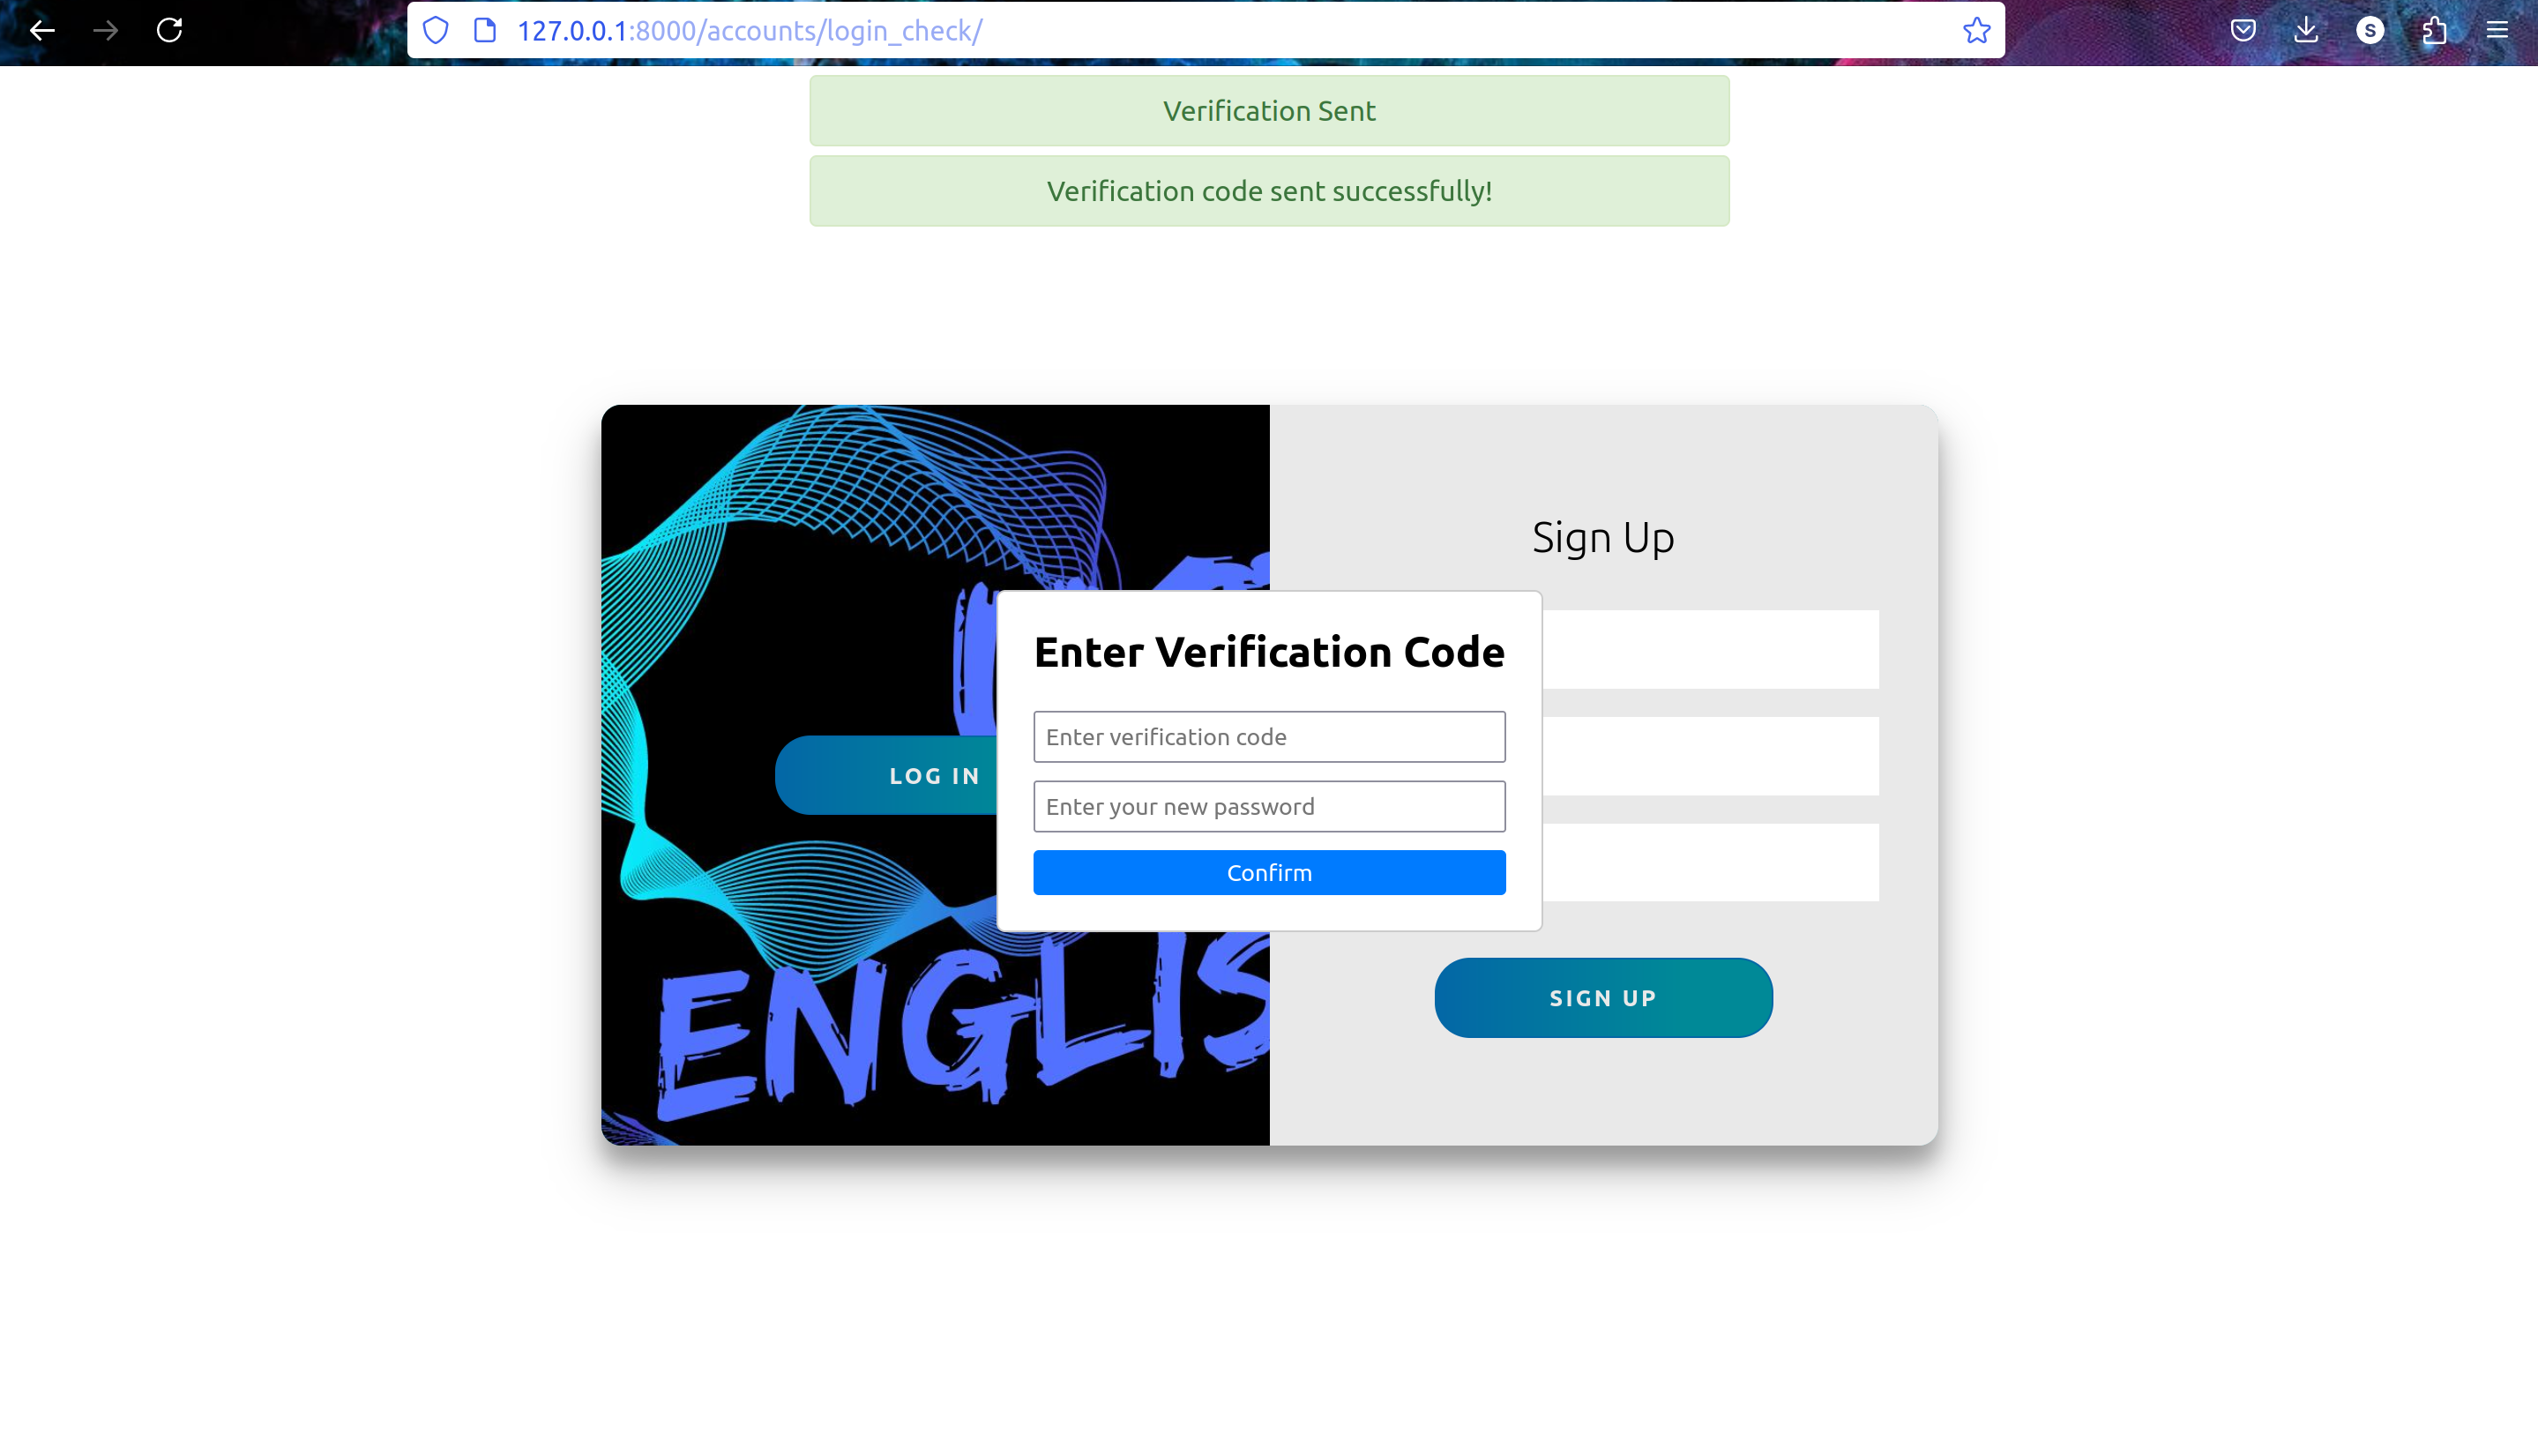 127.0.0.1:8000/accounts/login_check/
S
Verification Sent
Verification code sent successfully!
Sign Up
Enter Verification Code
Enter verification code
LOG IN
Enter your new password
Confirm
SIGN UP